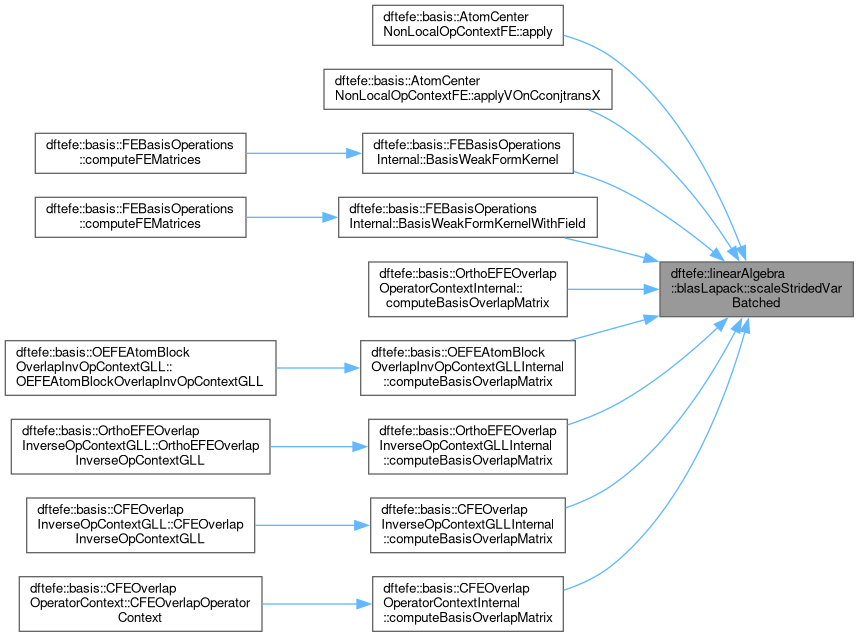 dftefe::basis::AtomCenter
NonLocalOpContextFE::apply
dftefe::basis::AtomCenter
NonLocalOpContextFE::applyVOnCconjtransX
dftefe::basis::FEBasisOperations
::computeFEMatrices
dftefe::basis::FEBasisOperations
Internal::BasisWeakFormKernel
dftefe::basis::FEBasisOperations
::computeFEMatrices
dftefe::basis::FEBasisOperations
Internal::BasisWeakFormKernelWithField
dftefe::basis::OrthoEFEOverlap
OperatorContextInternal::
computeBasisOverlapMatrix
dftefe::linearAlgebra
::blasLapack::scaleStridedVar
Batched
dftefe::basis::OEFEAtomBlock
OverlapInvOpContextGLL::
OEFEAtomBlockOverlapInvOpContextGLL
dftefe::basis::OEFEAtomBlock
OverlapInvOpContextGLLInternal
::computeBasisOverlapMatrix
dftefe::basis::OrthoEFEOverlap
InverseOpContextGLL::OrthoEFEOverlap
InverseOpContextGLL
dftefe::basis::OrthoEFEOverlap
InverseOpContextGLLInternal
::computeBasisOverlapMatrix
dftefe::basis::CFEOverlap
InverseOpContextGLL::CFEOverlap
InverseOpContextGLL
dftefe::basis::CFEOverlap
InverseOpContextGLLInternal
::computeBasisOverlapMatrix
dftefe::basis::CFEOverlap
OperatorContext::CFEOverlapOperator
Context
dftefe::basis::CFEOverlap
OperatorContextInternal
::computeBasisOverlapMatrix